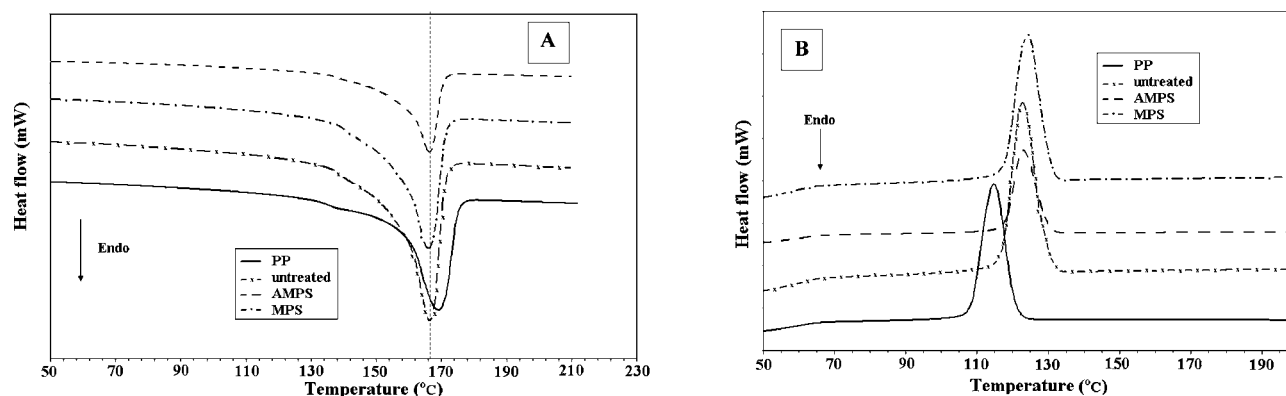 A
Heat flow (mW)
Endo
PP
untreated
AMPS
MPS
50 70 90 110 130 150 170 190 210 230
Temperature (°C)
B
Heat flow (mW)
Endo
PP
untreated
AMPS
MPS
50 70 90 110 130 150 170 190
Temperature (°C)